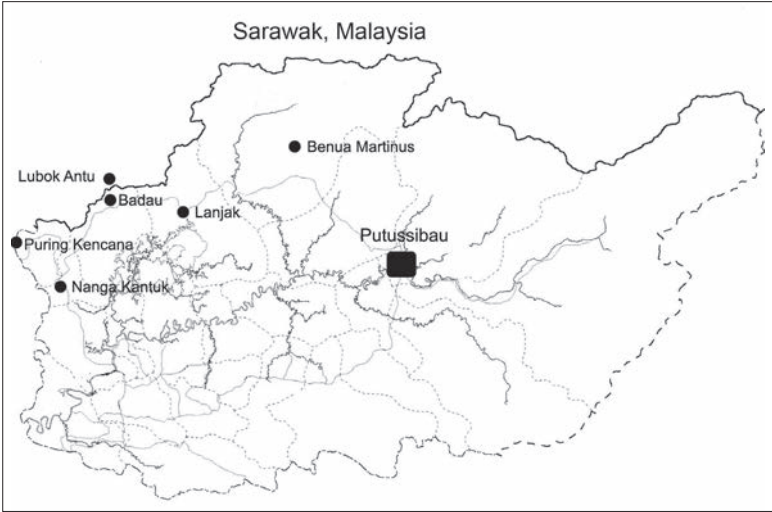 Sarawak, Malaysia
Benua Martinus
Lubok Antu
Badau
Lanjak
Putussibau
Puring Kencana
Nanga Kantuk